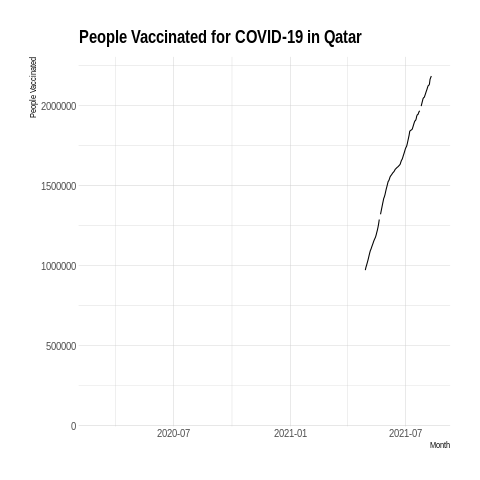 People Vaccinated for COVID-19 in Qatar
People Vaccinated
2000000
1500000
1000000
500000
0
2020-07
2021-01
2021-07
Month